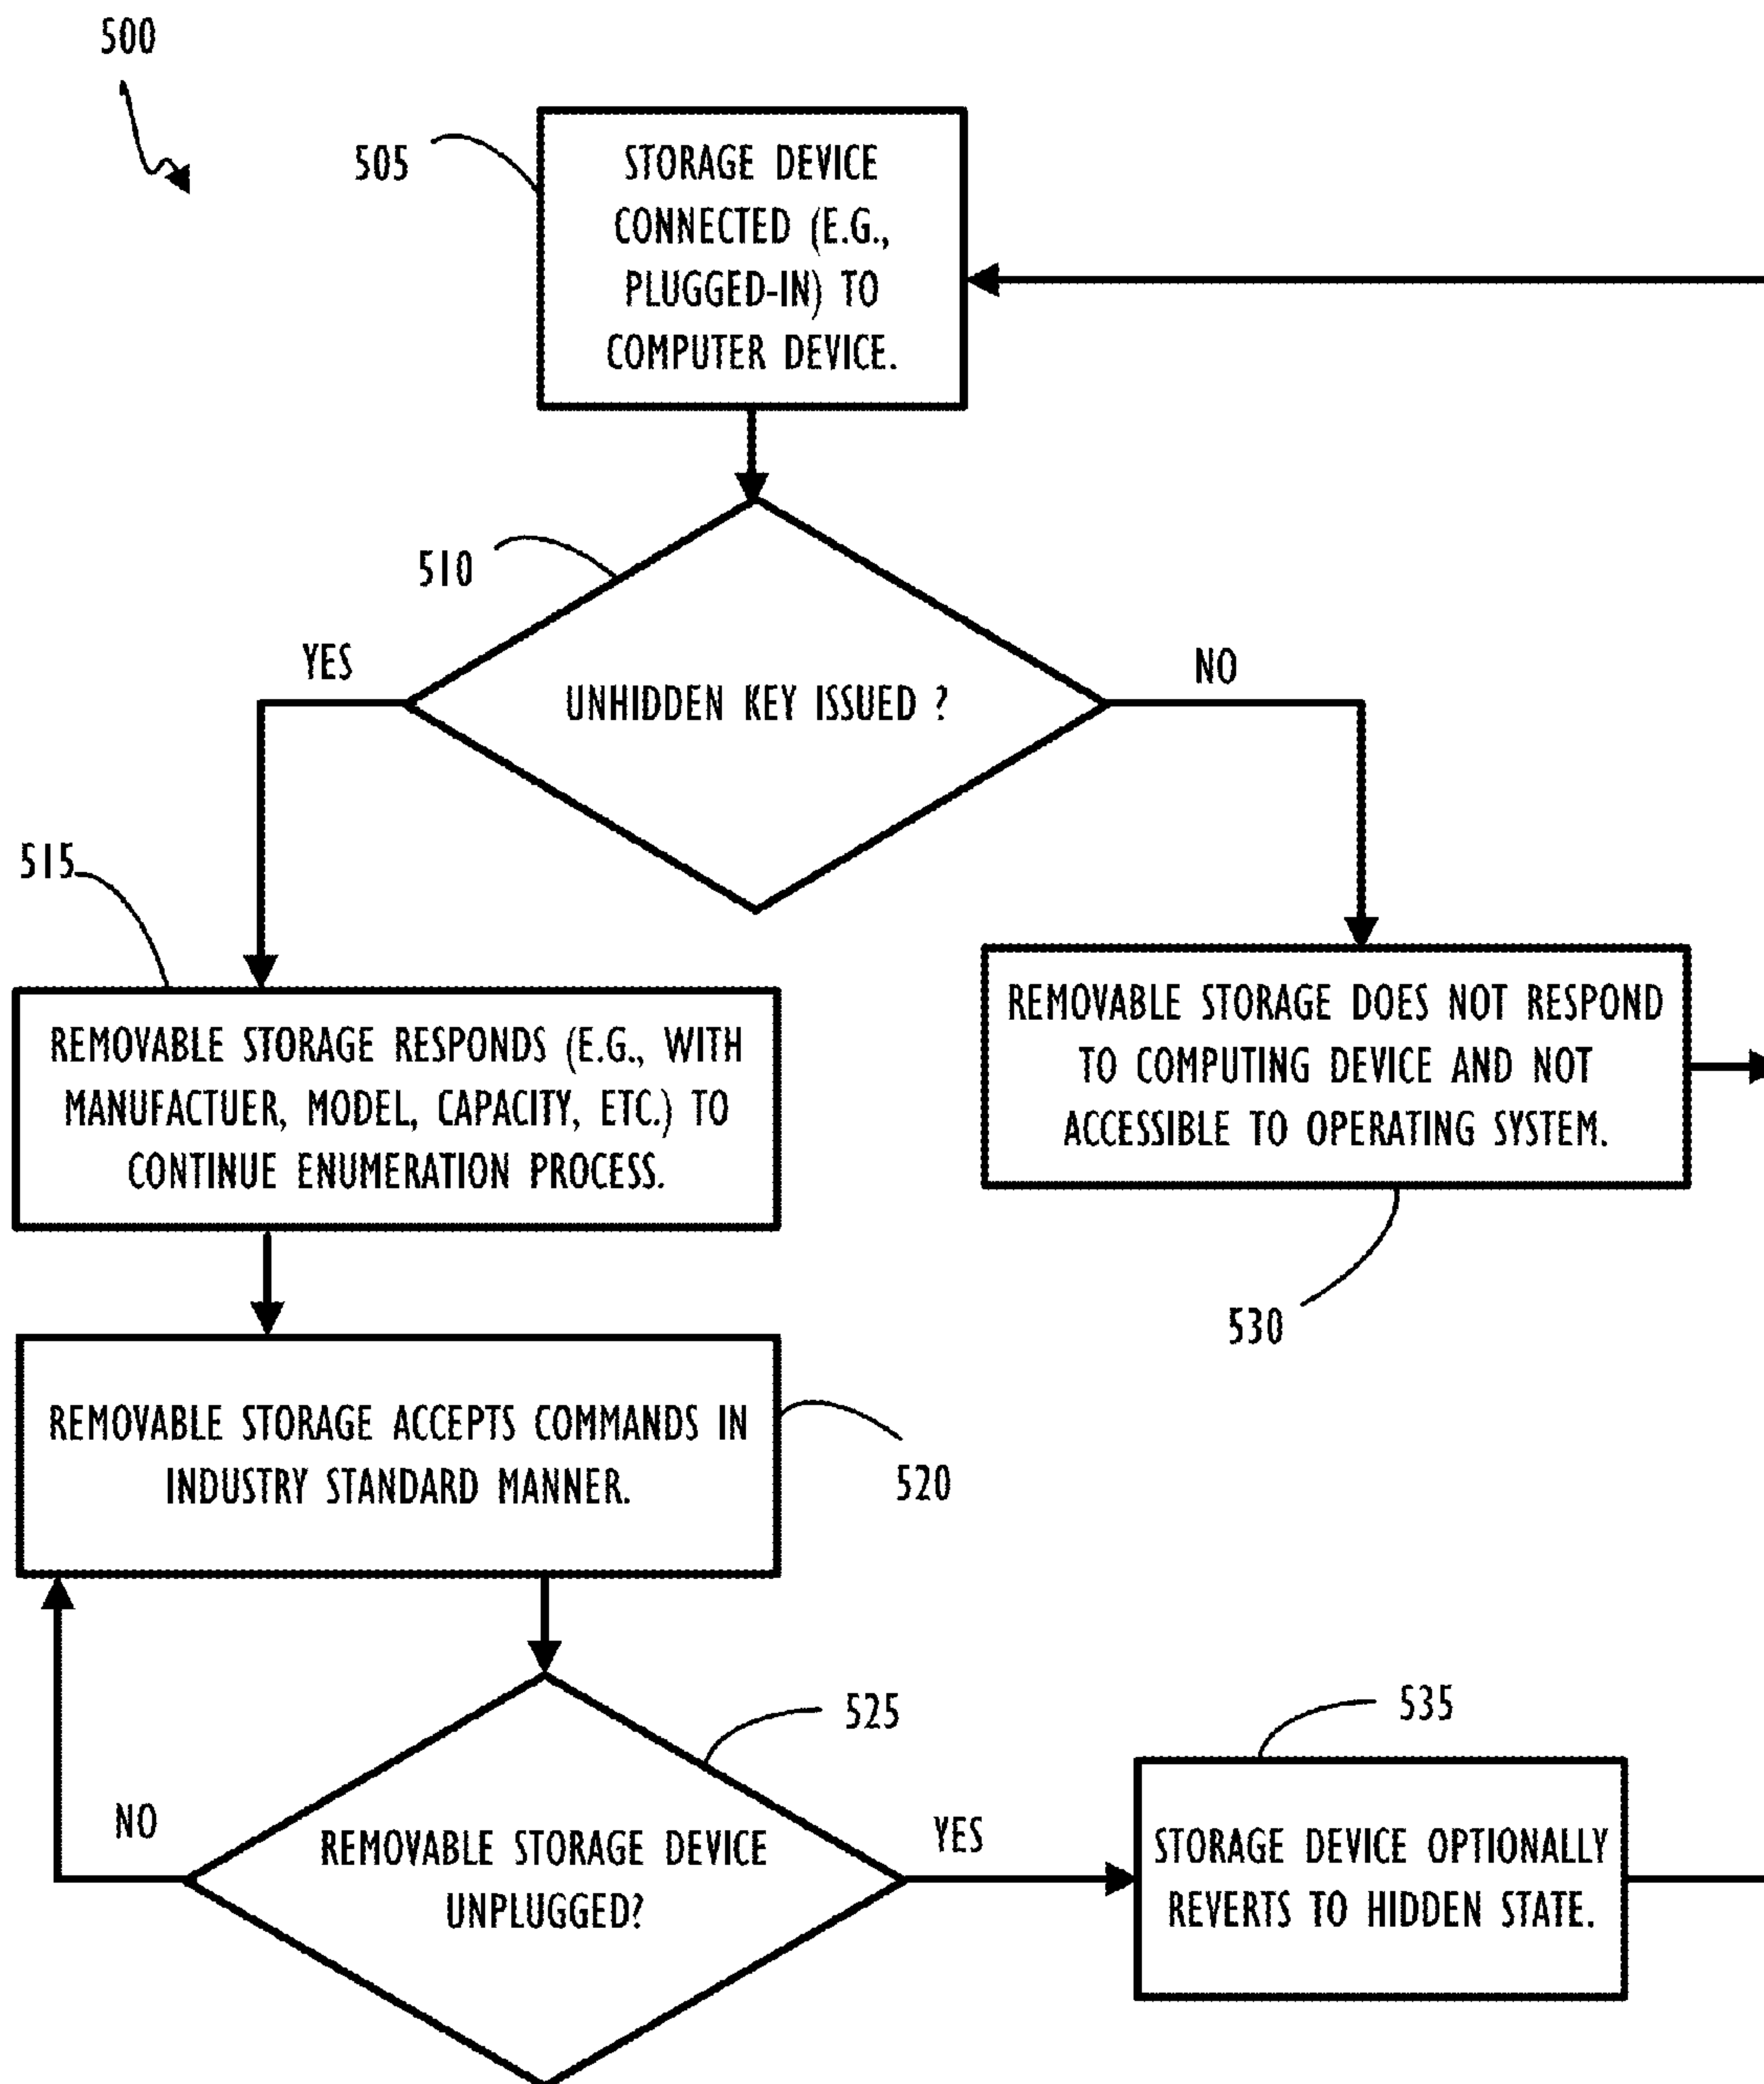 500
505
STORAGE DEVICE
CONNECTED (E.G.,
PLUGGED-IN) TO
COMPUTER DEVICE.
510
YES
NO
UNHIDDEN KEY ISSUED ?
515
REMOVABLE STORAGE RESPONDS (E.G., WITH
MANUFACTUER, MODEL, CAPACITY, ETC.) TO
CONTINUE ENUMERATION PROCESS.
REMOVABLE STORAGE DOES NOT RESPOND
TO COMPUTING DEVICE AND NOT
ACCESSIBLE TO OPERATING SYSTEM.
530
REMOVABLE STORAGE ACCEPTS COMMANDS IN
INDUSTRY STANDARD MANNER.
520
525
535
NO
REMOVABLE STORAGE DEVICE
UNPLUGGED?
YES
STORAGE DEVICE OPTIONALLY
REVERTS TO HIDDEN STATE.